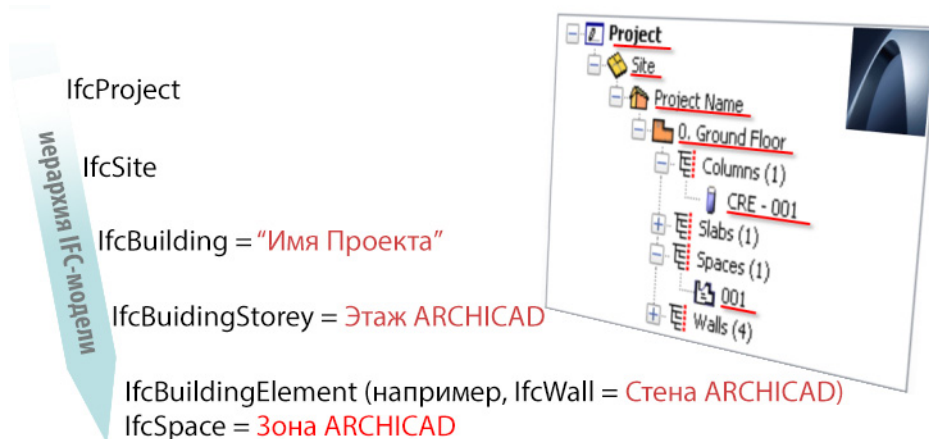 иерархия IFC-модели
IfcProject
IfcSite
IfcBuilding = “Имя Проекта”
IfcBuidingStorey = Этаж ARCHICAD
IfcBuildingElement (например, IfcWall = Стена ARCHICAD)
IfcSpace = Зона ARCHICAD
Project
Site
Project Name
0. Ground Floor
Columns (1)
CRE - 001
Slabs (1)
Spaces (1)
001
Walls (4)